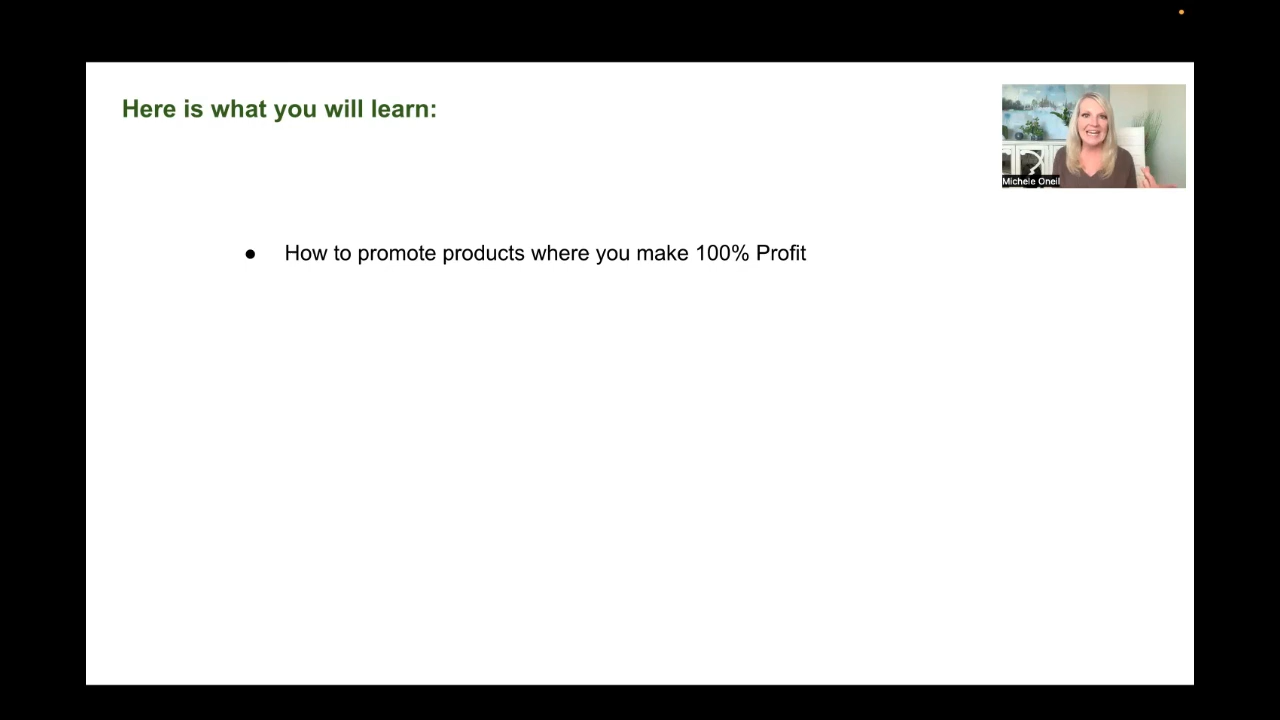 Here is what you will learn:
Michele Oneil
● How to promote products where you make 100% Profit